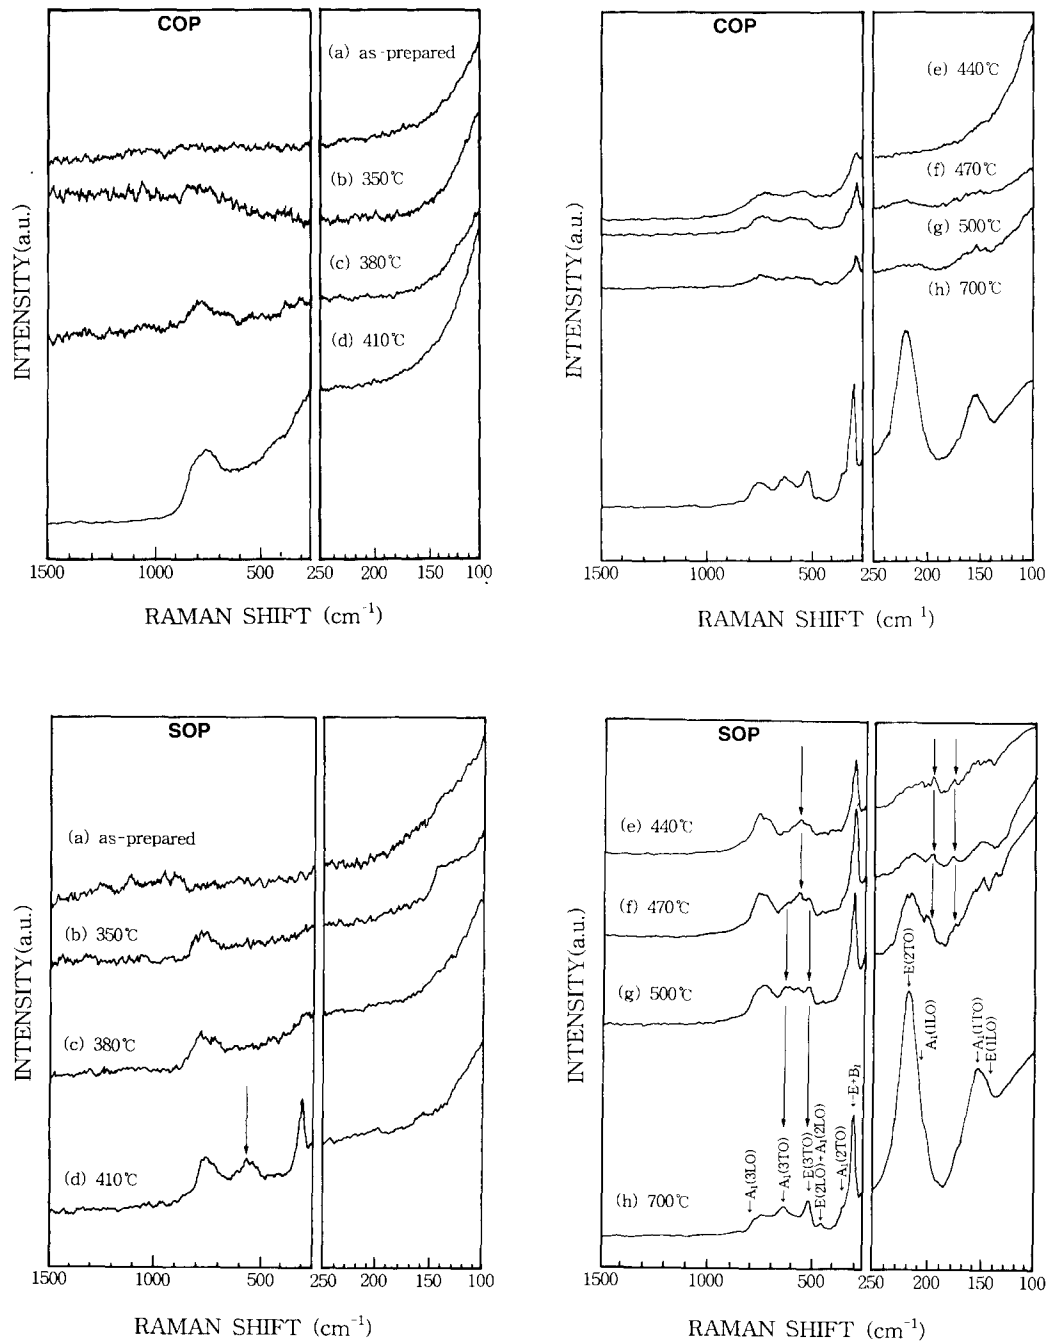 COP
(a) as-prepared
(b) 350℃
(c) 380℃
(d) 410℃
INTENSITY(a.u.)
1500 1000 500 250 200 150 100
RAMAN SHIFT (cm⁻¹)
COP
(e) 440℃
(f) 470℃
(g) 500℃
(h) 700℃
INTENSITY(a.u.)
1500 1000 500 250 200 150 100
RAMAN SHIFT (cm⁻¹)
SOP
(a) as-prepared
(b) 350℃
(c) 380℃
(d) 410℃
INTENSITY(a.u.)
1500 1000 500 250 200 150 100
RAMAN SHIFT (cm⁻¹)
SOP
(e) 440℃
(f) 470℃
(g) 500℃
(h) 700℃
←A₁(3LO)
←A₁(3TO)
←E(3TO)
←E(2LO)+A₁(2LO)
←A₁(2TO)
←E+B₁
←E(2TO)
←A₁(1LO)
←A₁(1TO)
←E(1LO)
INTENSITY(a.u.)
1500 1000 500 250 200 150 100
RAMAN SHIFT (cm⁻¹)